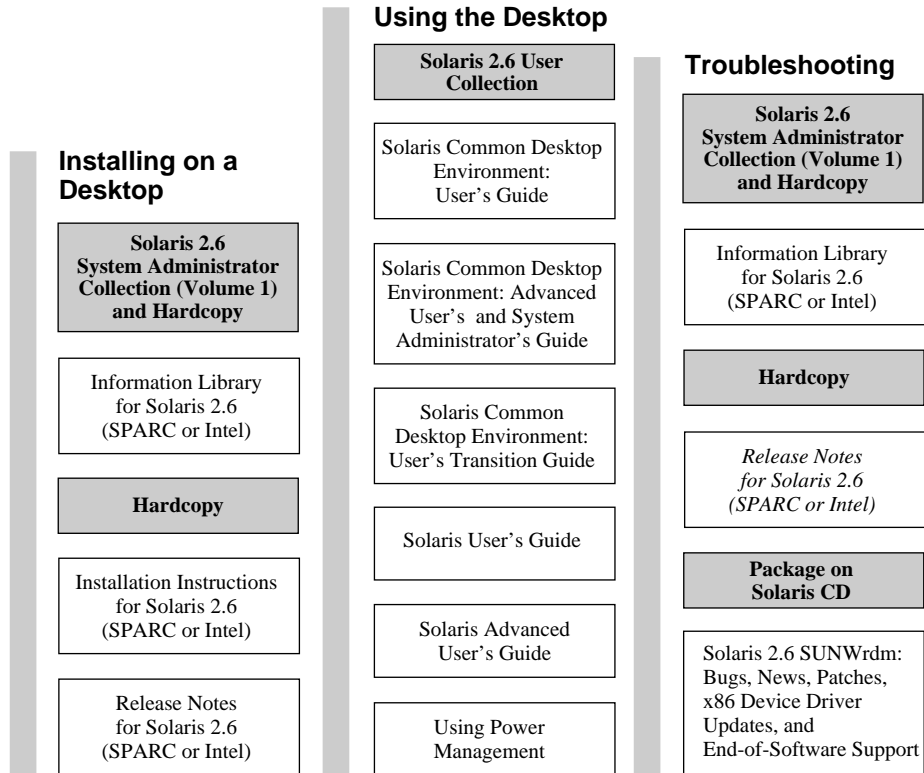 Installing on a
Desktop
Solaris 2.6
System Administrator
Collection (Volume 1)
and Hardcopy
Information Library
for Solaris 2.6
(SPARC or Intel)
Hardcopy
Installation Instructions
for Solaris 2.6
(SPARC or Intel)
Release Notes
for Solaris 2.6
(SPARC or Intel)
Using the Desktop
Solaris 2.6 User
Collection
Solaris Common Desktop
Environment:
User's Guide
Solaris Common Desktop
Environment: Advanced
User's and System
Administrator's Guide
Solaris Common
Desktop Environment:
User's Transition Guide
Solaris User's Guide
Solaris Advanced
User's Guide
Using Power
Management
Troubleshooting
Solaris 2.6
System Administrator
Collection (Volume 1)
and Hardcopy
Information Library
for Solaris 2.6
(SPARC or Intel)
Hardcopy
Release Notes
for Solaris 2.6
(SPARC or Intel)
Package on
Solaris CD
Solaris 2.6 SUNWrdm:
Bugs, News, Patches,
x86 Device Driver
Updates, and
End-of-Software Support